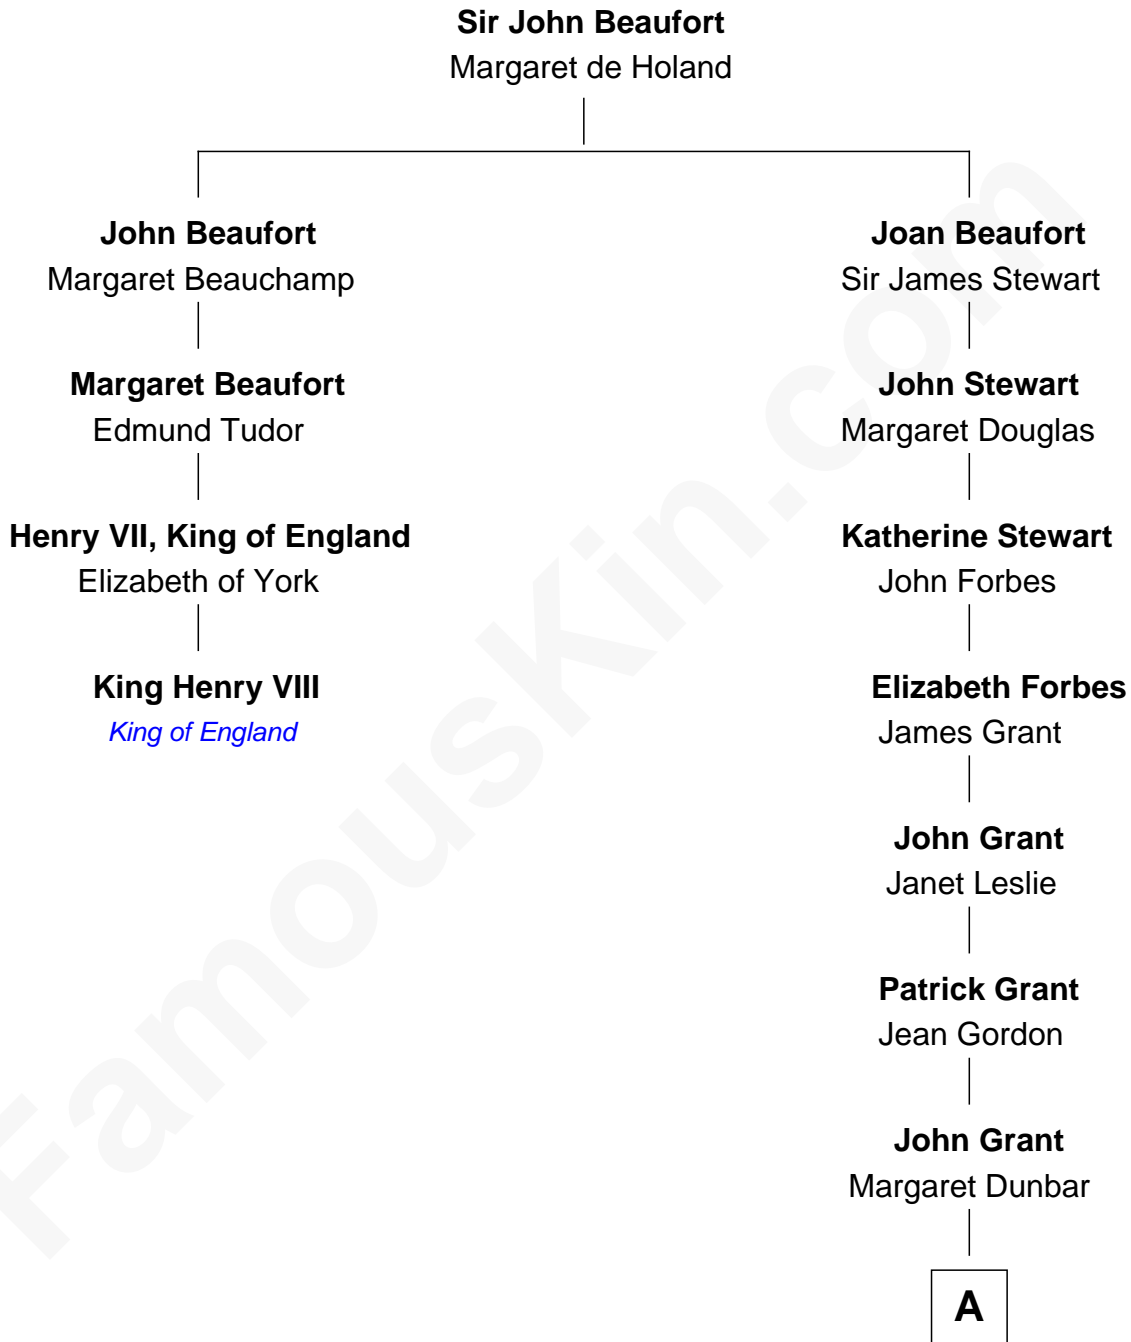 Sir John Beaufort
Margaret de Holand
John Beaufort
Margaret Beauchamp
Joan Beaufort
Sir James Stewart
Margaret Beaufort
Edmund Tudor
John Stewart
Margaret Douglas
Henry VII, King of England
Elizabeth of York
Katherine Stewart
John Forbes
King Henry VIII
King of England
Elizabeth Forbes
James Grant
John Grant
Janet Leslie
Patrick Grant
Jean Gordon
John Grant
Margaret Dunbar
A
FamousKin.com